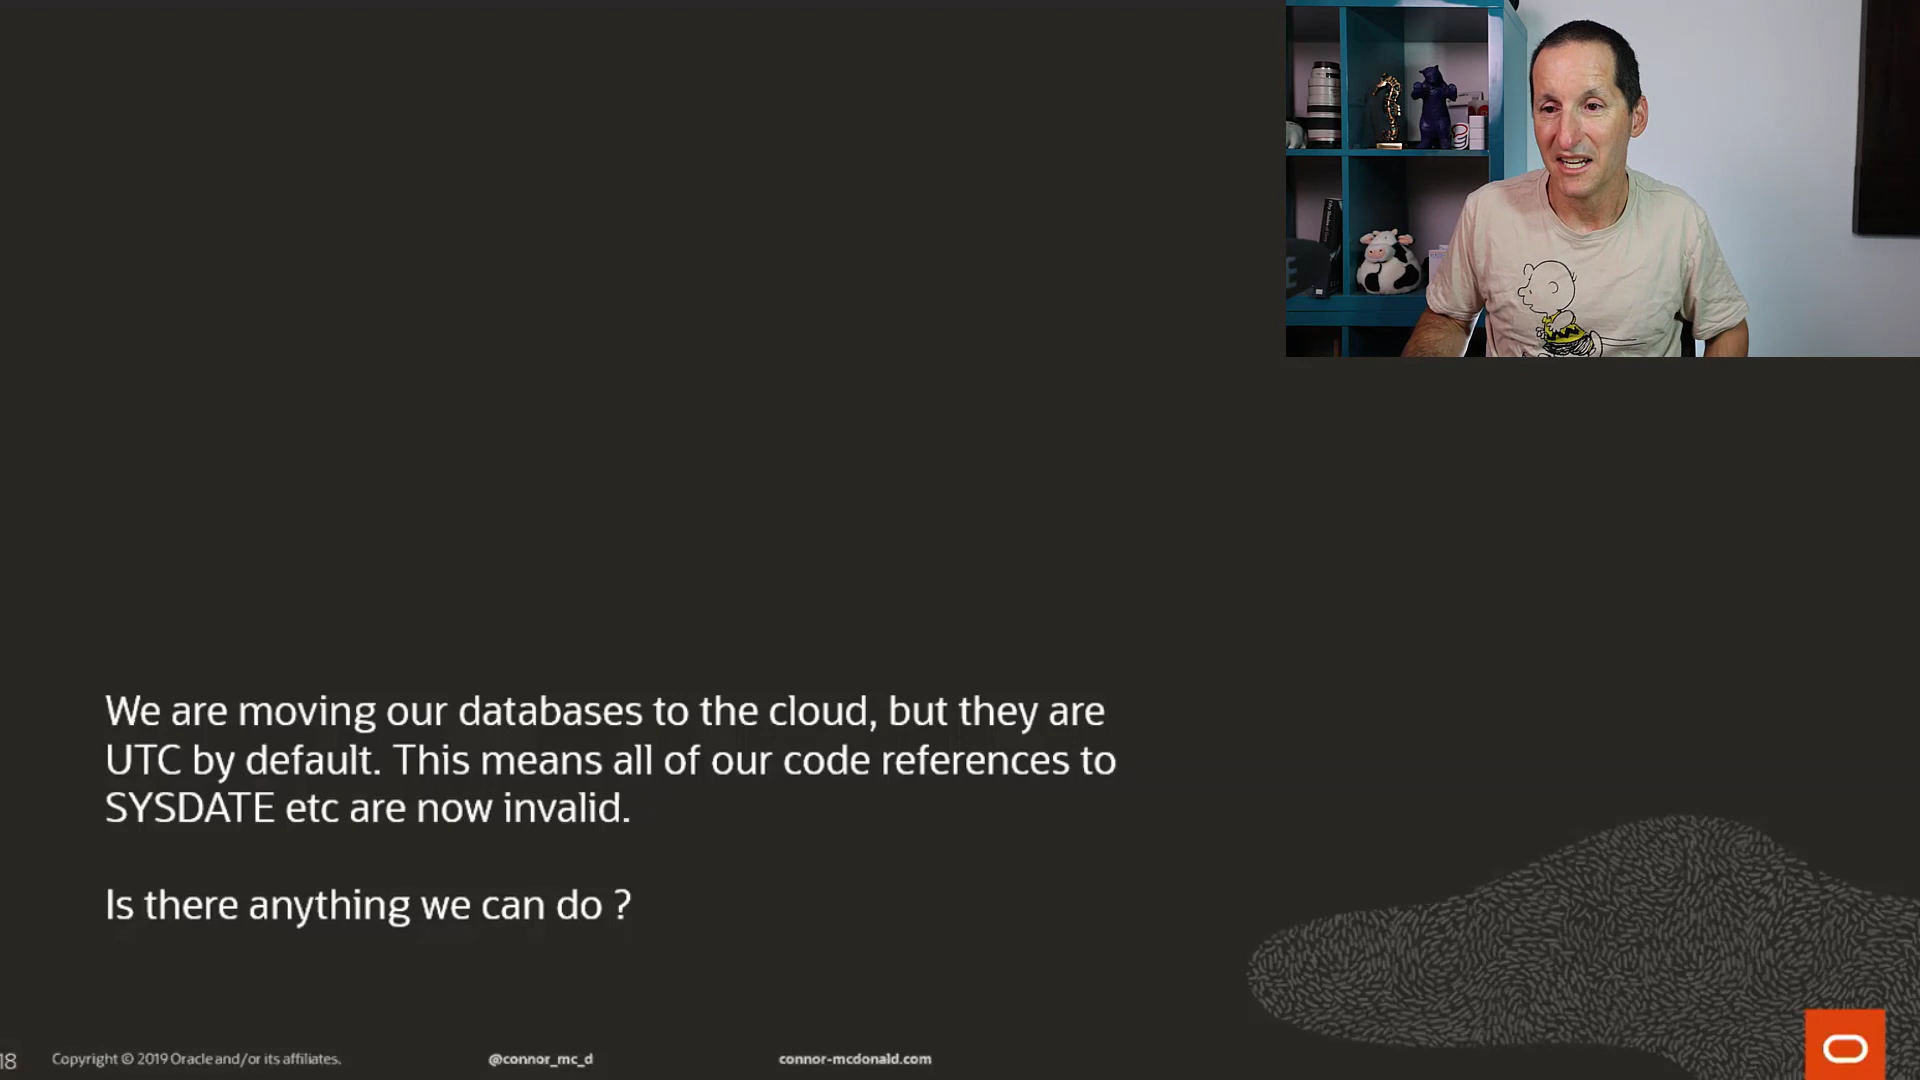 We are moving our databases to the cloud, but they are
UTC by default. This means all of our code references to
SYSDATE etc are now invalid.
Is there anything we can do ?
18
Copyright © 2019 Oracle and/or its affiliates.
@connor_mc_d
connor-mcdonald.com